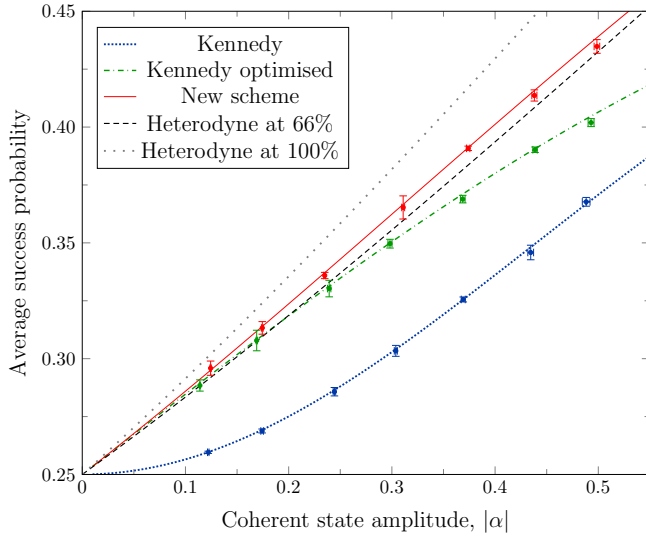 0.45
0.40
0.35
0.30
0.25
Average success probability
Kennedy
Kennedy optimised
New scheme
Heterodyne at 66%
Heterodyne at 100%
0 0.1 0.2 0.3 0.4 0.5
Coherent state amplitude, |α|